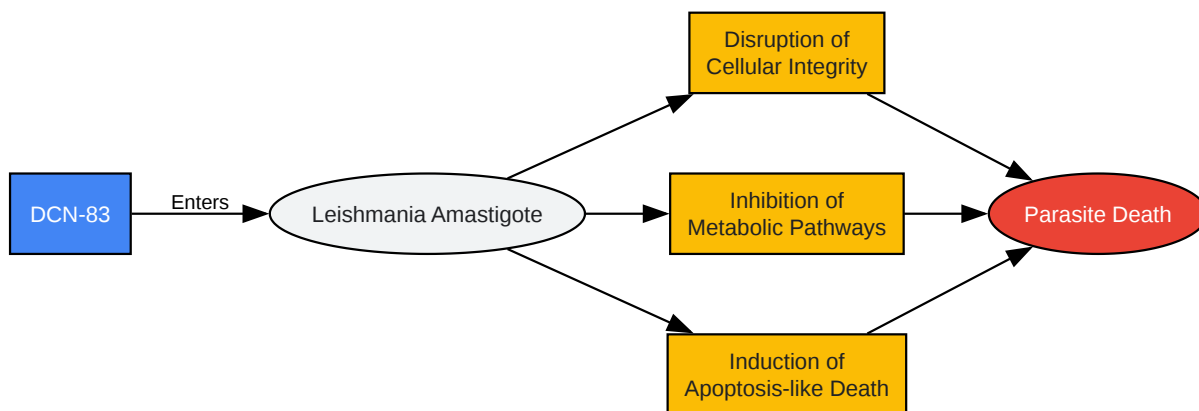 DCN-83
Enters
Leishmania Amastigote
Disruption of
Cellular Integrity
Inhibition of
Metabolic Pathways
Induction of
Apoptosis-like Death
Parasite Death